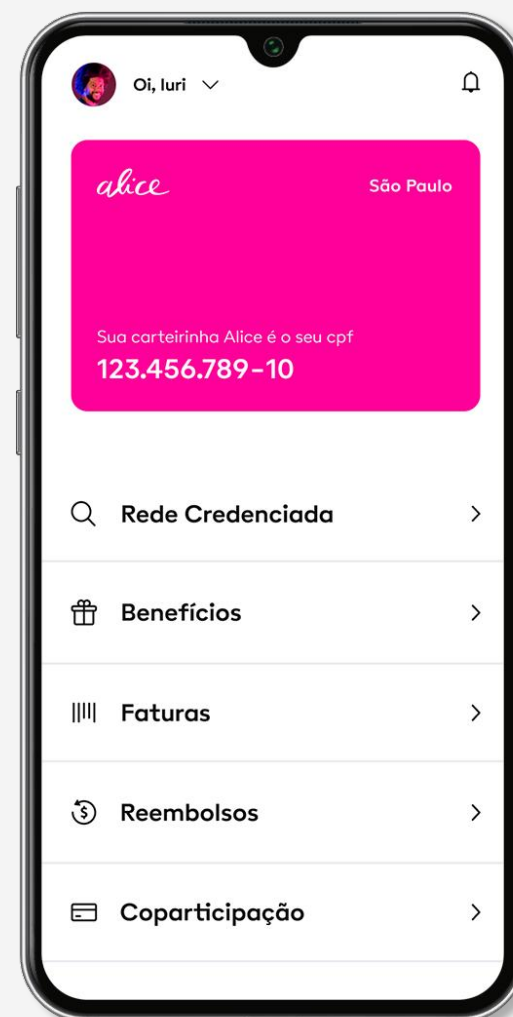 Oi, Iuri
alice
São Paulo
Sua carteirinha Alice é o seu cpf
123.456.789-10
Rede Credenciada
Benefícios
Faturas
Reembolsos
Coparticipação